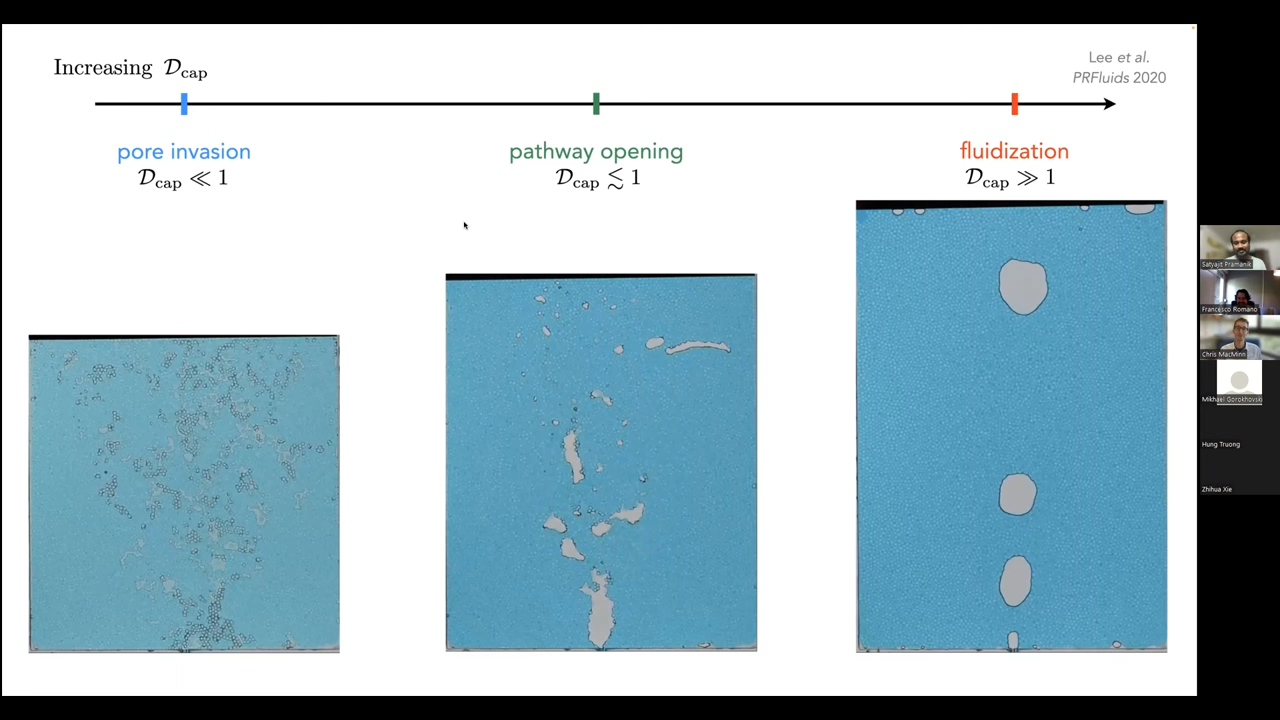 Increasing 𝒟cap
Lee et al.
PRFluids 2020
pore invasion
𝒟cap ≪ 1
pathway opening
𝒟cap ≲ 1
fluidization
𝒟cap ≫ 1
Satyajit Pramanik
Francesco Romano
Chris MacMinn
Mikhael Gorokhovski
Hung Truong
Zhihua Xie